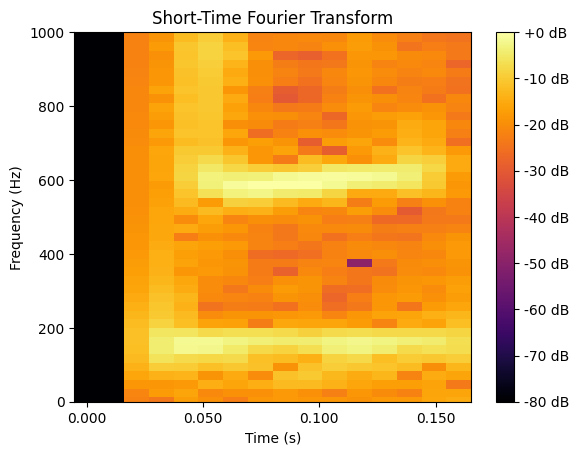 Short-Time Fourier Transform
Frequency (Hz)
1000
800
600
400
200
0
0.000
0.050
0.100
0.150
Time (s)
+0 dB
-10 dB
-20 dB
-30 dB
-40 dB
-50 dB
-60 dB
-70 dB
-80 dB